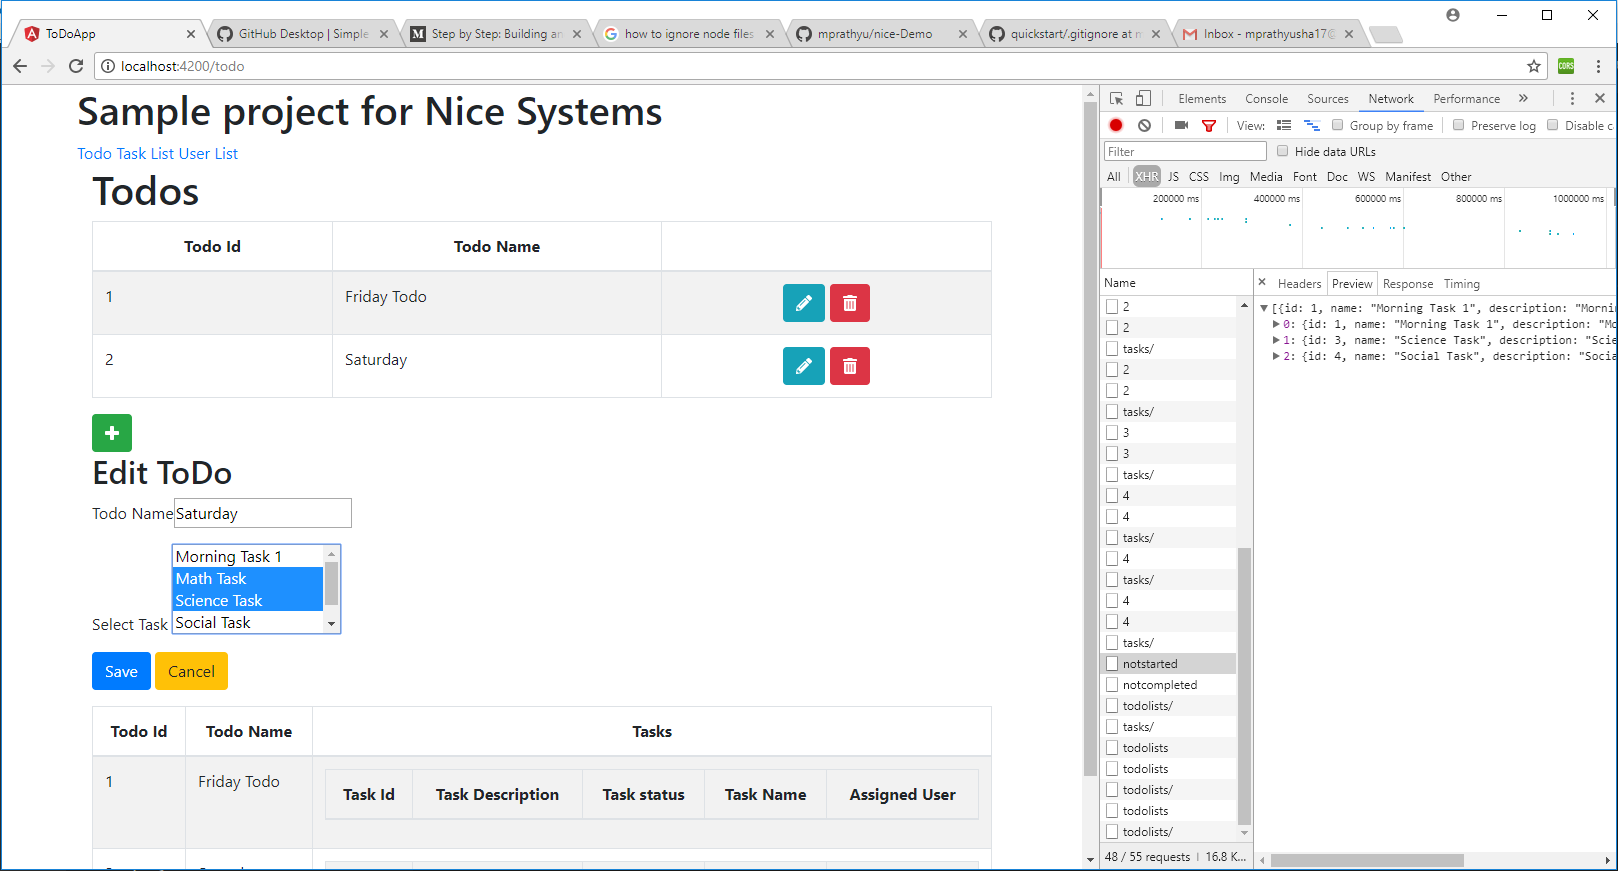 ToDoApp
GitHub Desktop | Simple
Step by Step: Building an
how to ignore node files
mprathyu/nice-Demo
quickstart/.gitignore at m
Inbox - mprathyusha17@
localhost:4200/todo
CORS
Sample project for Nice Systems
Todo Task List User List
Todos
Todo Id Todo Name
1 Friday Todo
2 Saturday
Edit ToDo
Todo Name Saturday
Morning Task 1
Math Task
Science Task
Social Task
Select Task
Save Cancel
Todo Id Todo Name Tasks
1 Friday Todo
Task Id Task Description Task status Task Name Assigned User
Elements Console Sources Network Performance »
View: Group by frame Preserve log Disable c
Filter Hide data URLs
All XHR JS CSS Img Media Font Doc WS Manifest Other
200000 ms 400000 ms 600000 ms 800000 ms 1000000 ms
Name
2
2
tasks/
2
2
tasks/
3
3
tasks/
4
4
tasks/
4
tasks/
4
4
tasks/
notstarted
notcompleted
todolists/
tasks/
todolists
todolists
todolists/
todolists
todolists/
48 / 55 requests | 16.8 K...
Headers Preview Response Timing
[{id: 1, name: "Morning Task 1", description: "Morni
0: {id: 1, name: "Morning Task 1", description: "Mo
1: {id: 3, name: "Science Task", description: "Scie
2: {id: 4, name: "Social Task", description: "Socia